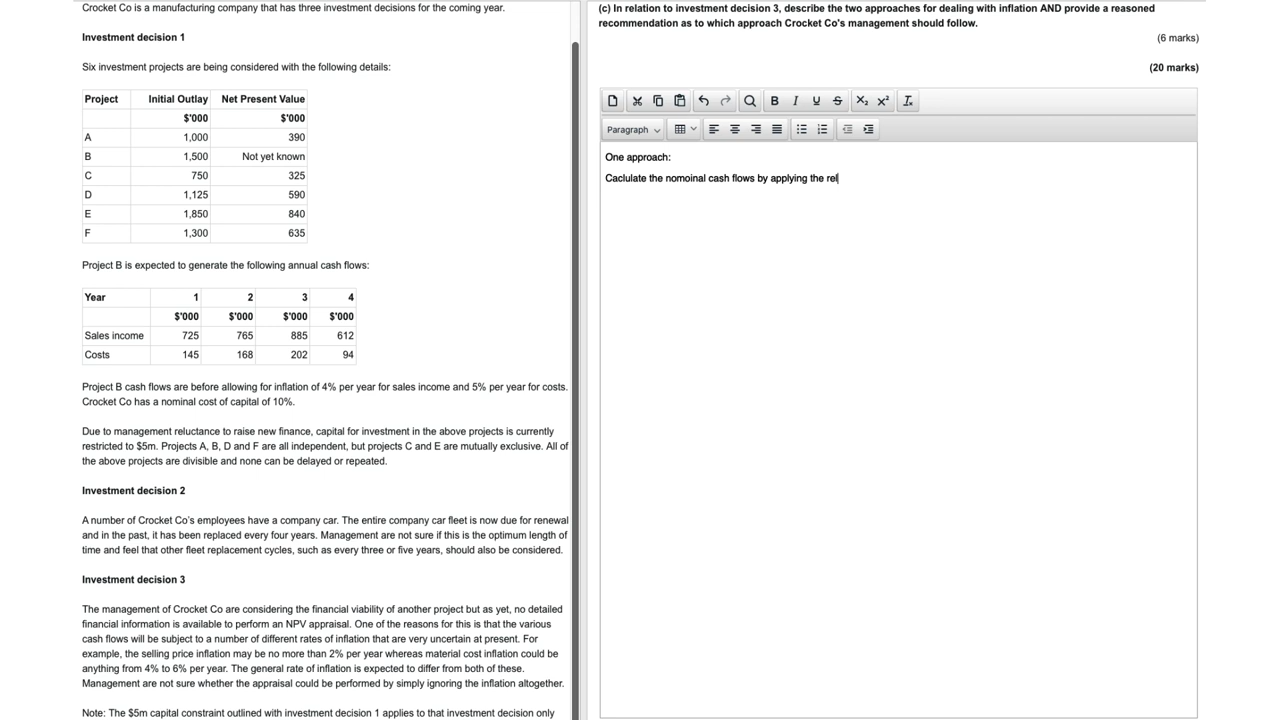 Crocket Co is a manufacturing company that has three investment decisions for the coming year.
Investment decision 1
Six investment projects are being considered with the following details:
Project Initial Outlay Net Present Value
$'000 $'000
A 1,000 390
B 1,500 Not yet known
C 750 325
D 1,125 590
E 1,850 840
F 1,300 635
Project B is expected to generate the following annual cash flows:
Year 1 2 3 4
$'000 $'000 $'000 $'000
Sales income 725 765 885 612
Costs 145 168 202 94
Project B cash flows are before allowing for inflation of 4% per year for sales income and 5% per year for costs.
Crocket Co has a nominal cost of capital of 10%.
Due to management reluctance to raise new finance, capital for investment in the above projects is currently
restricted to $5m. Projects A, B, D and F are all independent, but projects C and E are mutually exclusive. All of
the above projects are divisible and none can be delayed or repeated.
Investment decision 2
A number of Crocket Co's employees have a company car. The entire company car fleet is now due for renewal
and in the past, it has been replaced every four years. Management are not sure if this is the optimum length of
time and feel that other fleet replacement cycles, such as every three or five years, should also be considered.
Investment decision 3
The management of Crocket Co are considering the financial viability of another project but as yet, no detailed
financial information is available to perform an NPV appraisal. One of the reasons for this is that the various
cash flows will be subject to a number of different rates of inflation that are very uncertain at present. For
example, the selling price inflation may be no more than 2% per year whereas material cost inflation could be
anything from 4% to 6% per year. The general rate of inflation is expected to differ from both of these.
Management are not sure whether the appraisal could be performed by simply ignoring the inflation altogether.
Note: The $5m capital constraint outlined with investment decision 1 applies to that investment decision only
(c) In relation to investment decision 3, describe the two approaches for dealing with inflation AND provide a reasoned
recommendation as to which approach Crocket Co's management should follow.
(6 marks)
(20 marks)
B I U S X₂ X² Tx
Paragraph
One approach:
Caclulate the nomoinal cash flows by applying the rel